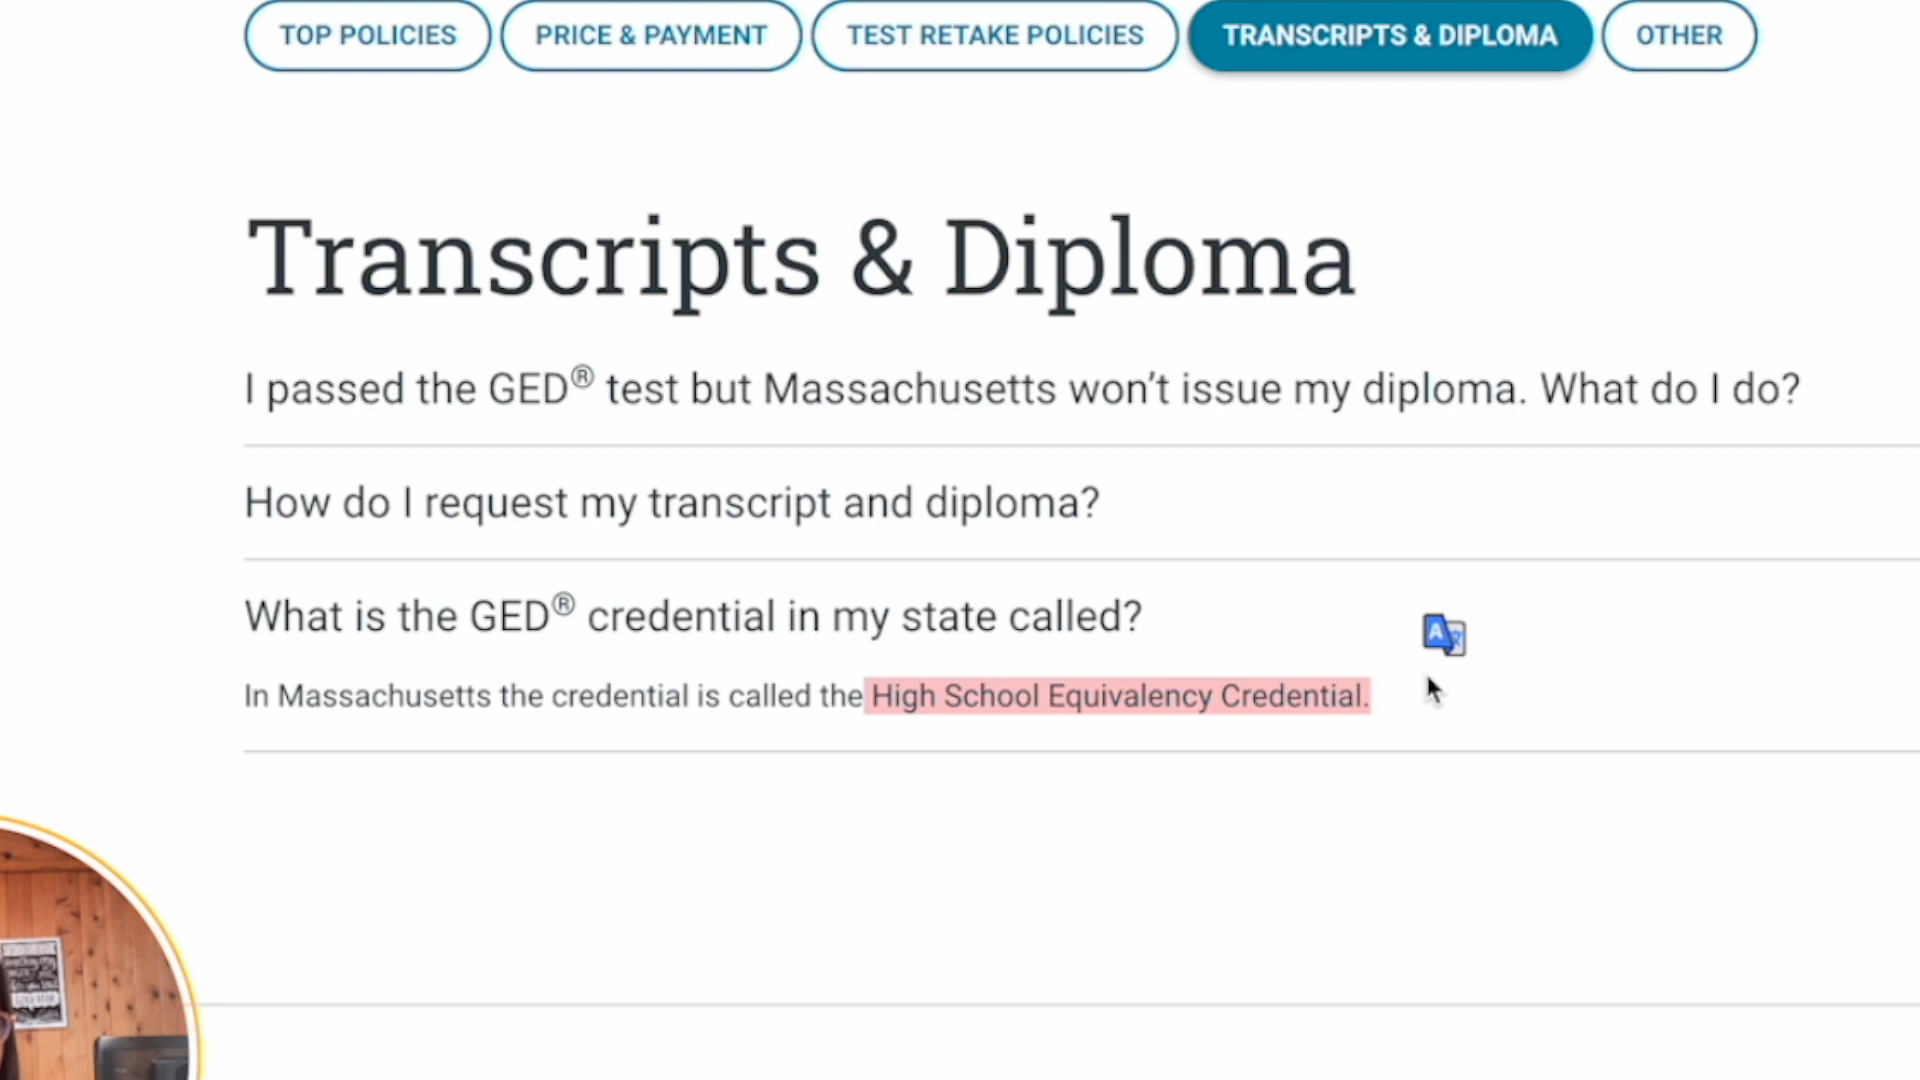 TOP POLICIES PRICE & PAYMENT TEST RETAKE POLICIES TRANSCRIPTS & DIPLOMA OTHER
Transcripts & Diploma
I passed the GED® test but Massachusetts won’t issue my diploma. What do I do?
How do I request my transcript and diploma?
What is the GED® credential in my state called?
In Massachusetts the credential is called the High School Equivalency Credential.